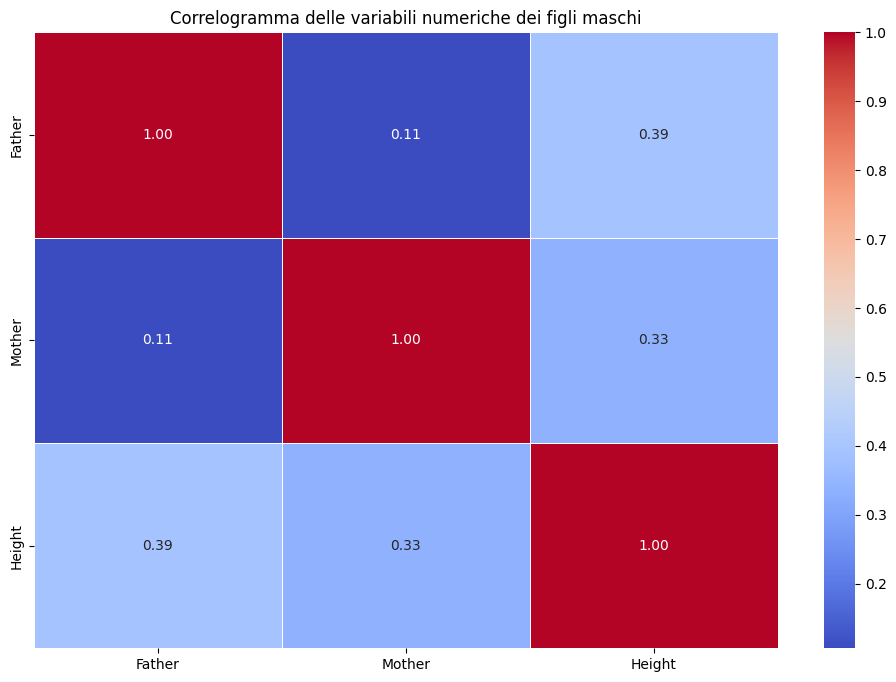 Correlogramma delle variabili numeriche dei figli maschi
Father
1.00
0.11
0.39
Mother
0.11
1.00
0.33
Height
0.39
0.33
1.00
Father
Mother
Height
1.0
0.9
0.8
0.7
0.6
0.5
0.4
0.3
0.2